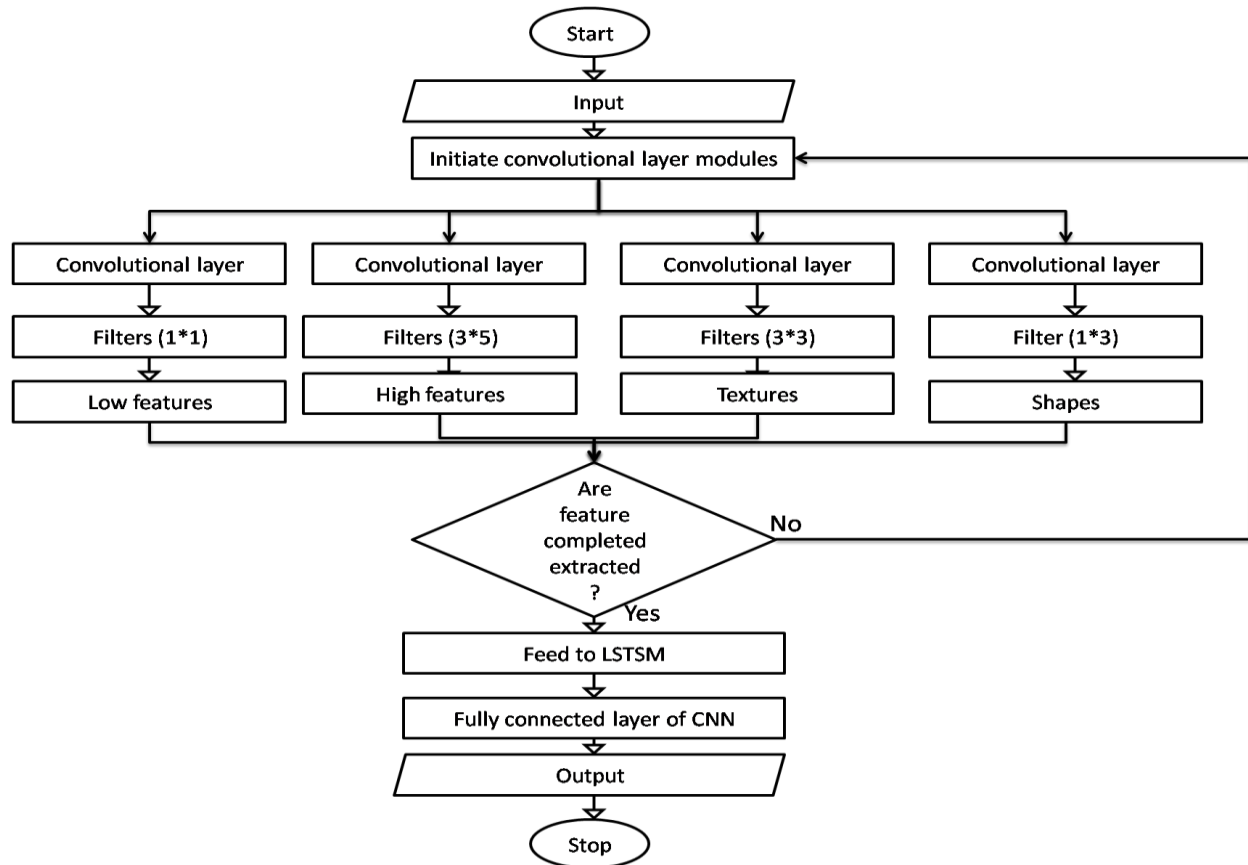 Start
Input
Initiate convolutional layer modules
Convolutional layer
Convolutional layer
Convolutional layer
Convolutional layer
Filters (1*1)
Filters (3*5)
Filters (3*3)
Filter (1*3)
Low features
High features
Textures
Shapes
Are
feature
completed
extracted
?
No
Yes
Feed to LSTSM
Fully connected layer of CNN
Output
Stop